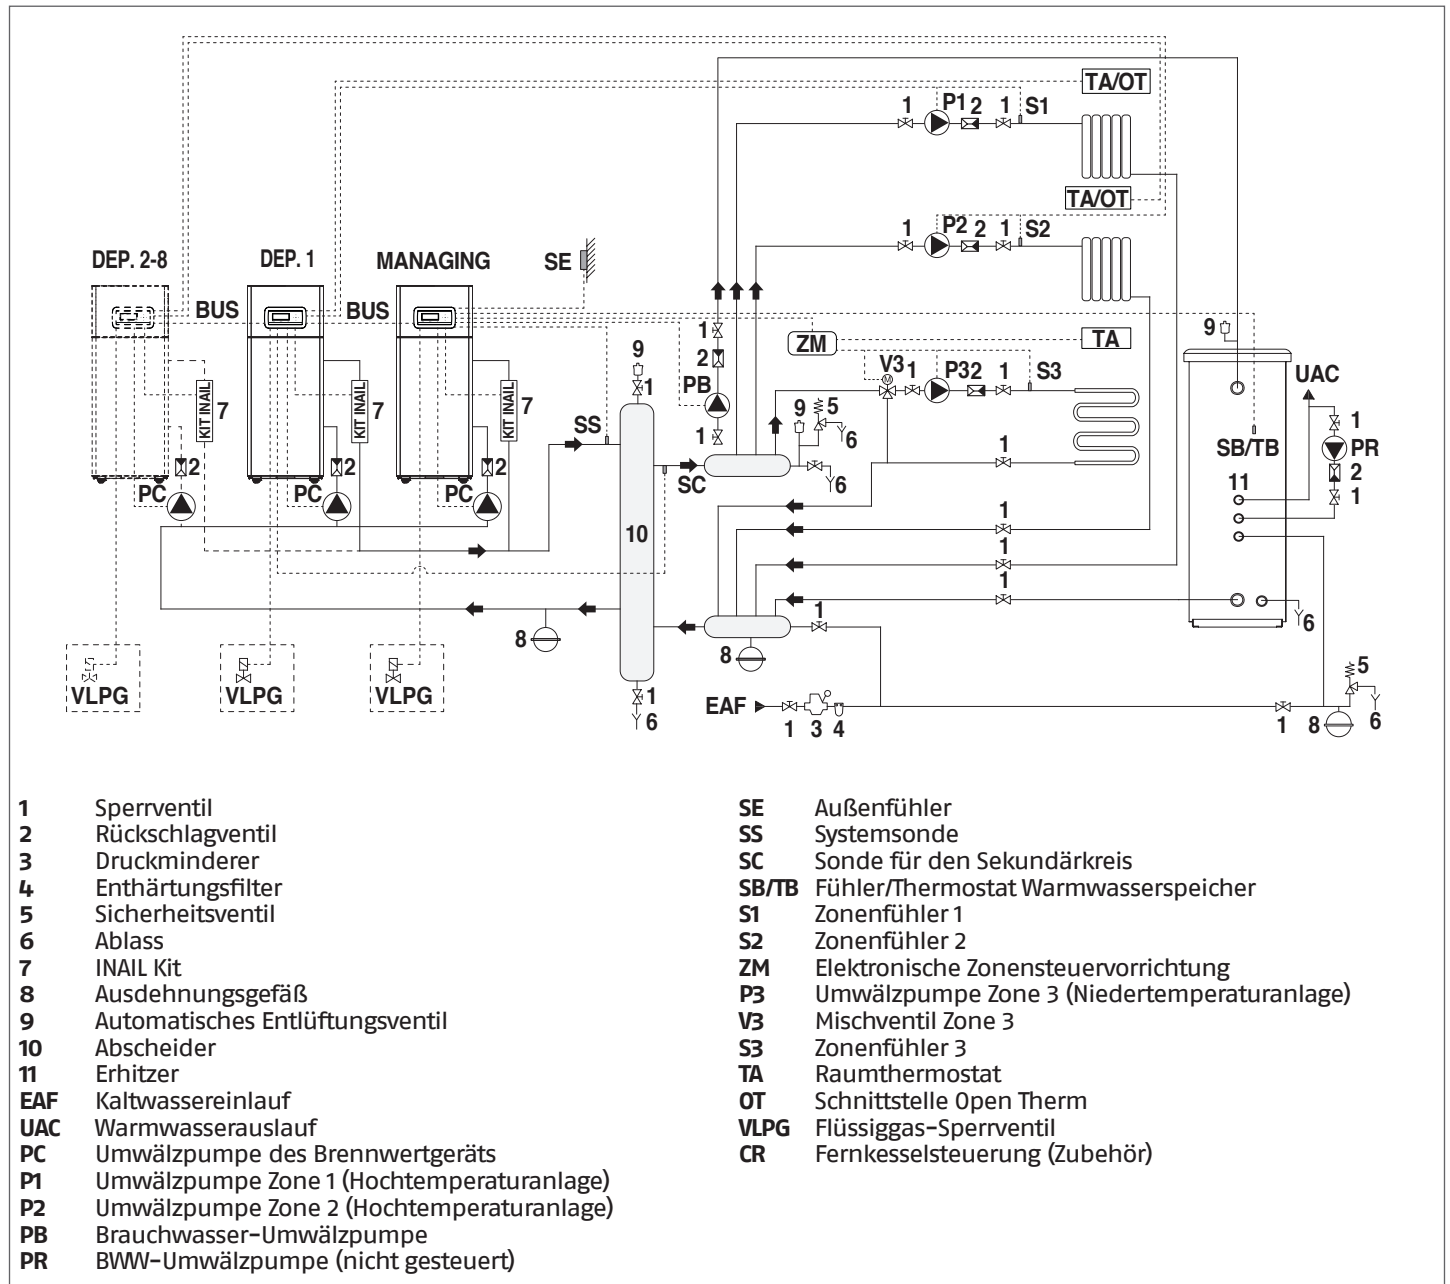 TA/OT
1
P1 2
1
S1
TA/OT
1
P2 2
1
S2
DEP. 2-8
DEP. 1
MANAGING
SE
BUS
BUS
9
1
2
PB
1
ZM
TA
V3
1
P3 2
1
S3
9
UAC
KIT INAIL
7
KIT INAIL
7
KIT INAIL
7
9
1
SS
SC
9
5
6
6
1
SB/TB
1
PR
2
1
11
2
PC
2
PC
2
PC
10
1
1
1
1
6
8
8
VLPG
VLPG
VLPG
1
6
EAF
1
3
4
1
8
5
6
1 Sperrventil
2 Rückschlagventil
3 Druckminderer
4 Enthärtungsfilter
5 Sicherheitsventil
6 Ablass
7 INAIL Kit
8 Ausdehnungsgefäß
9 Automatisches Entlüftungsventil
10 Abscheider
11 Erhitzer
EAF Kaltwassereinlauf
UAC Warmwasserauslauf
PC Umwälzpumpe des Brennwertgeräts
P1 Umwälzpumpe Zone 1 (Hochtemperaturanlage)
P2 Umwälzpumpe Zone 2 (Hochtemperaturanlage)
PB Brauchwasser-Umwälzpumpe
PR BWW-Umwälzpumpe (nicht gesteuert)
SE Außenfühler
SS Systemsonde
SC Sonde für den Sekundärkreis
SB/TB Fühler/Thermostat Warmwasserspeicher
S1 Zonenfühler 1
S2 Zonenfühler 2
ZM Elektronische Zonensteuervorrichtung
P3 Umwälzpumpe Zone 3 (Niedertemperaturanlage)
V3 Mischventil Zone 3
S3 Zonenfühler 3
TA Raumthermostat
OT Schnittstelle Open Therm
VLPG Flüssiggas-Sperrventil
CR Fernkesselsteuerung (Zubehör)